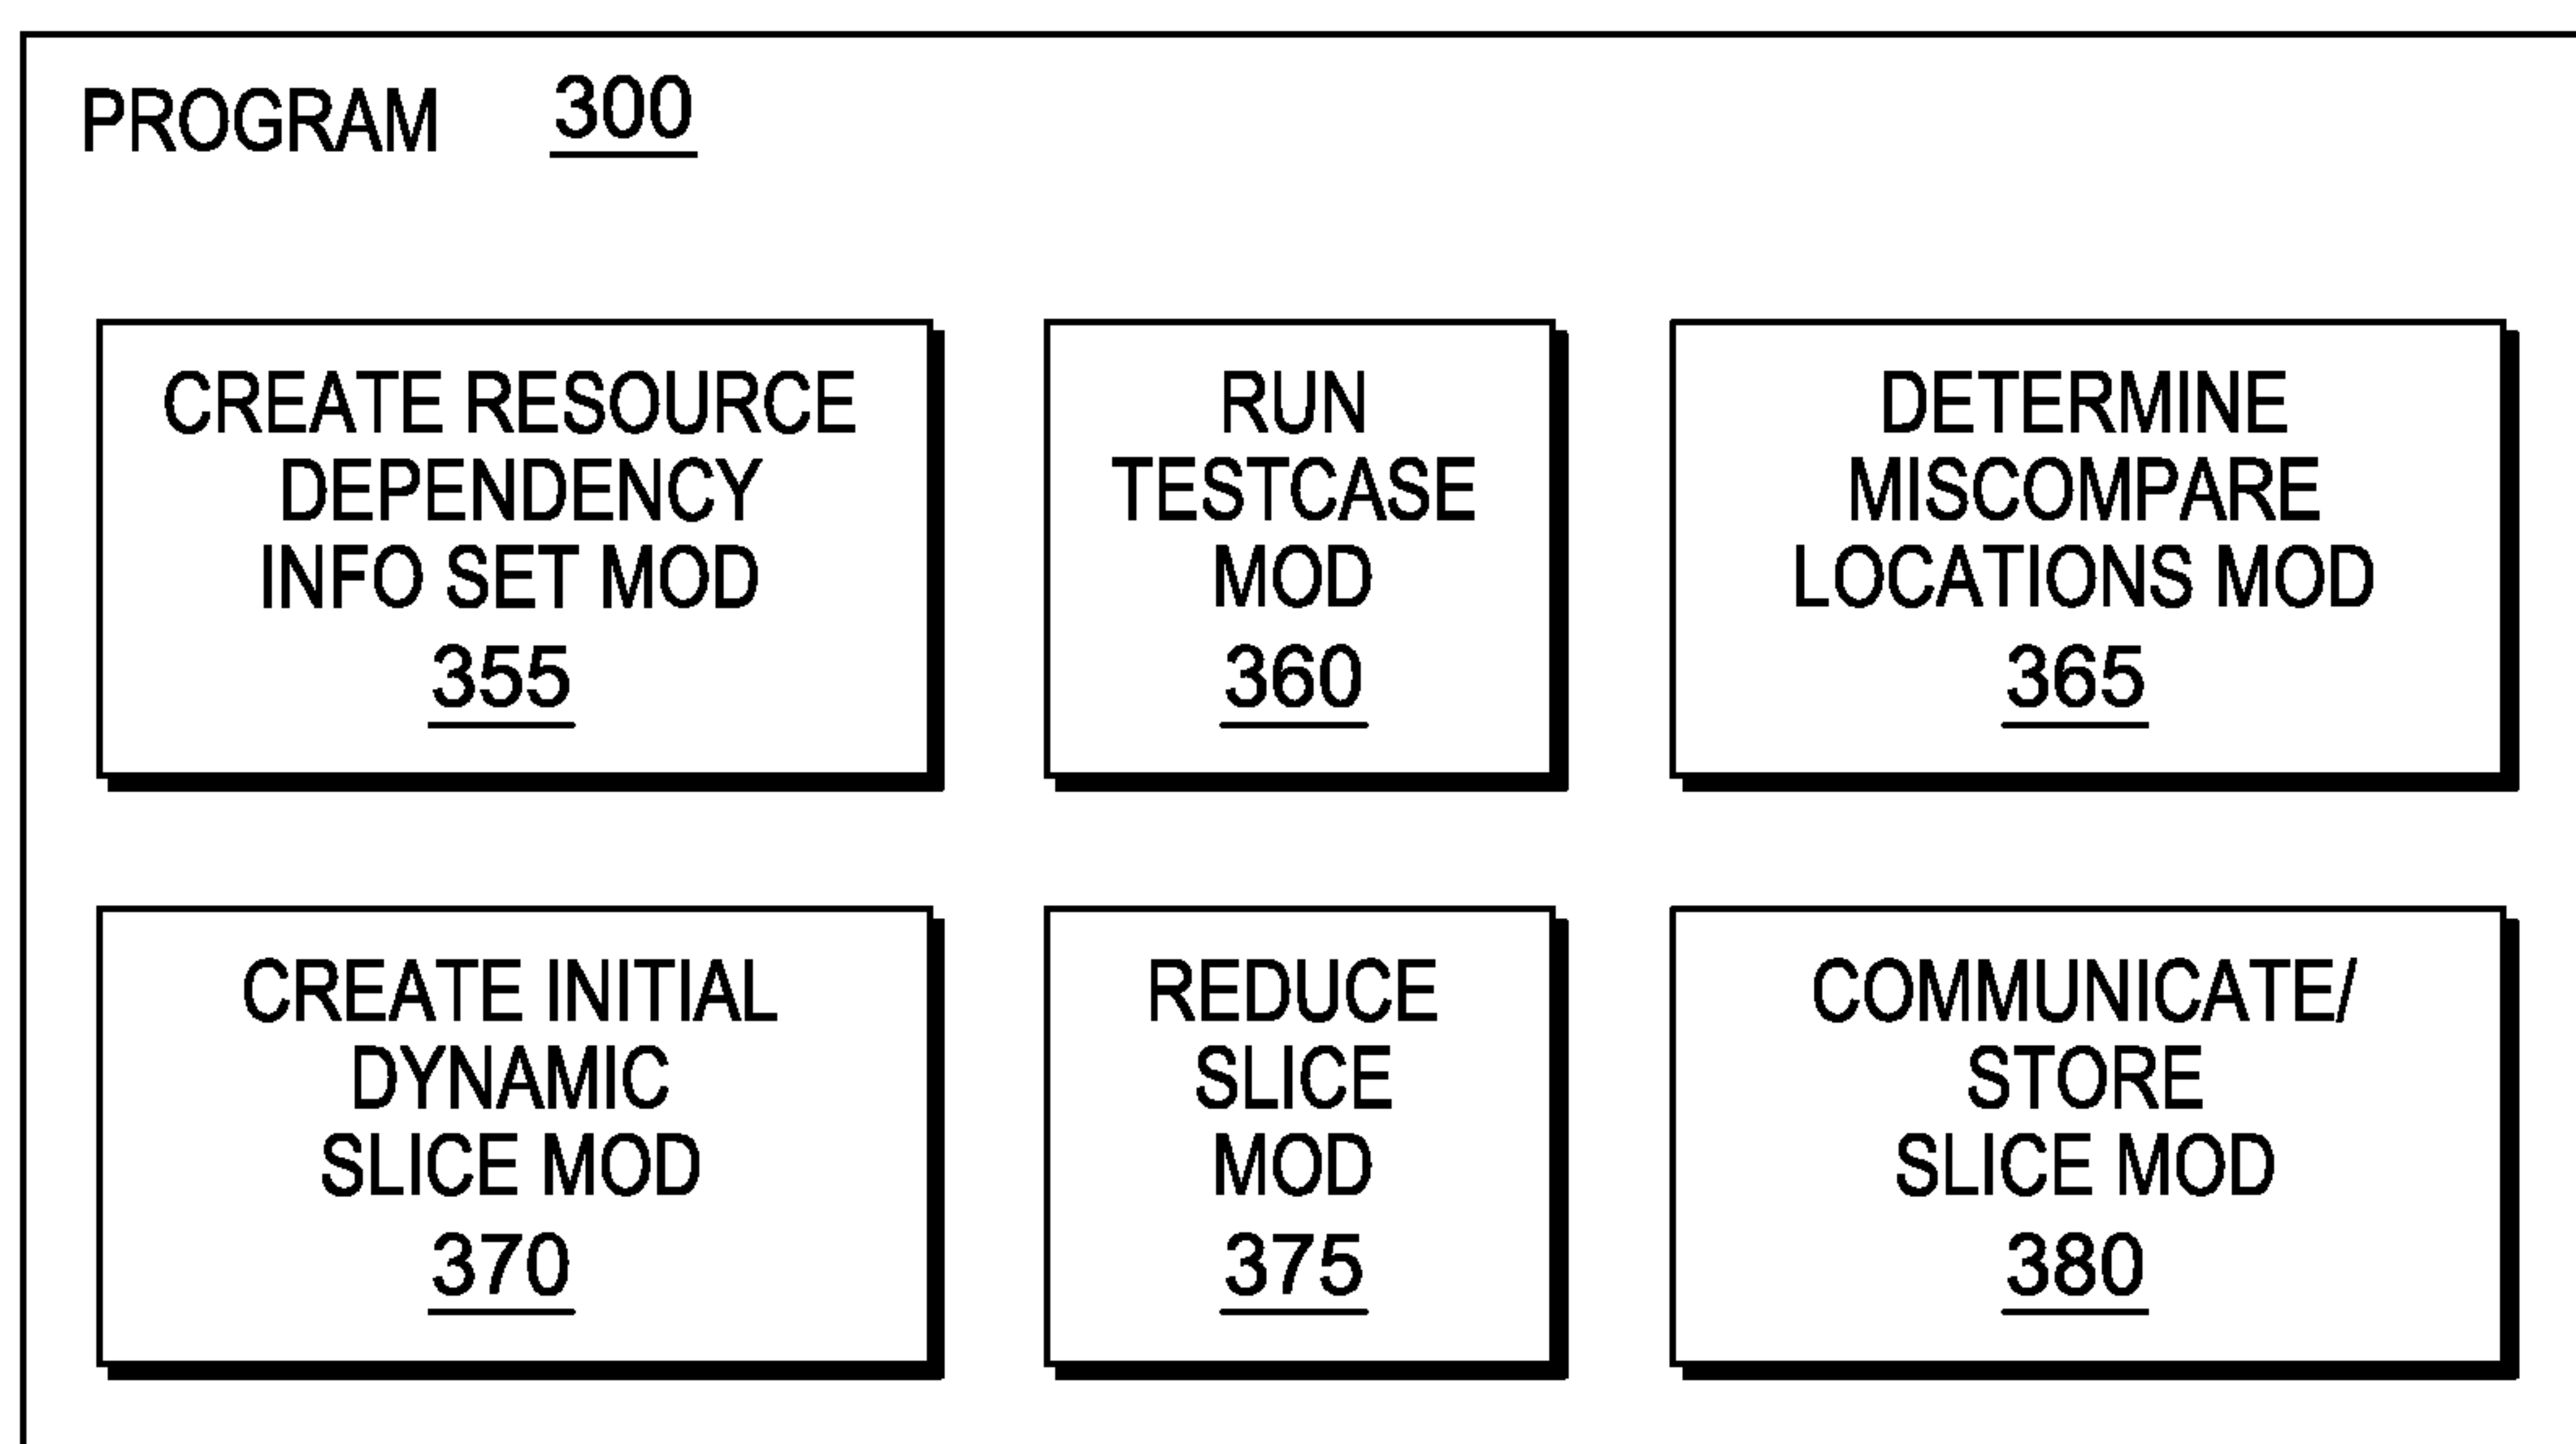 PROGRAM 300
CREATE RESOURCE
DEPENDENCY
INFO SET MOD
355
RUN
TESTCASE
MOD
360
DETERMINE
MISCOMPARE
LOCATIONS MOD
365
CREATE INITIAL
DYNAMIC
SLICE MOD
370
REDUCE
SLICE
MOD
375
COMMUNICATE/
STORE
SLICE MOD
380